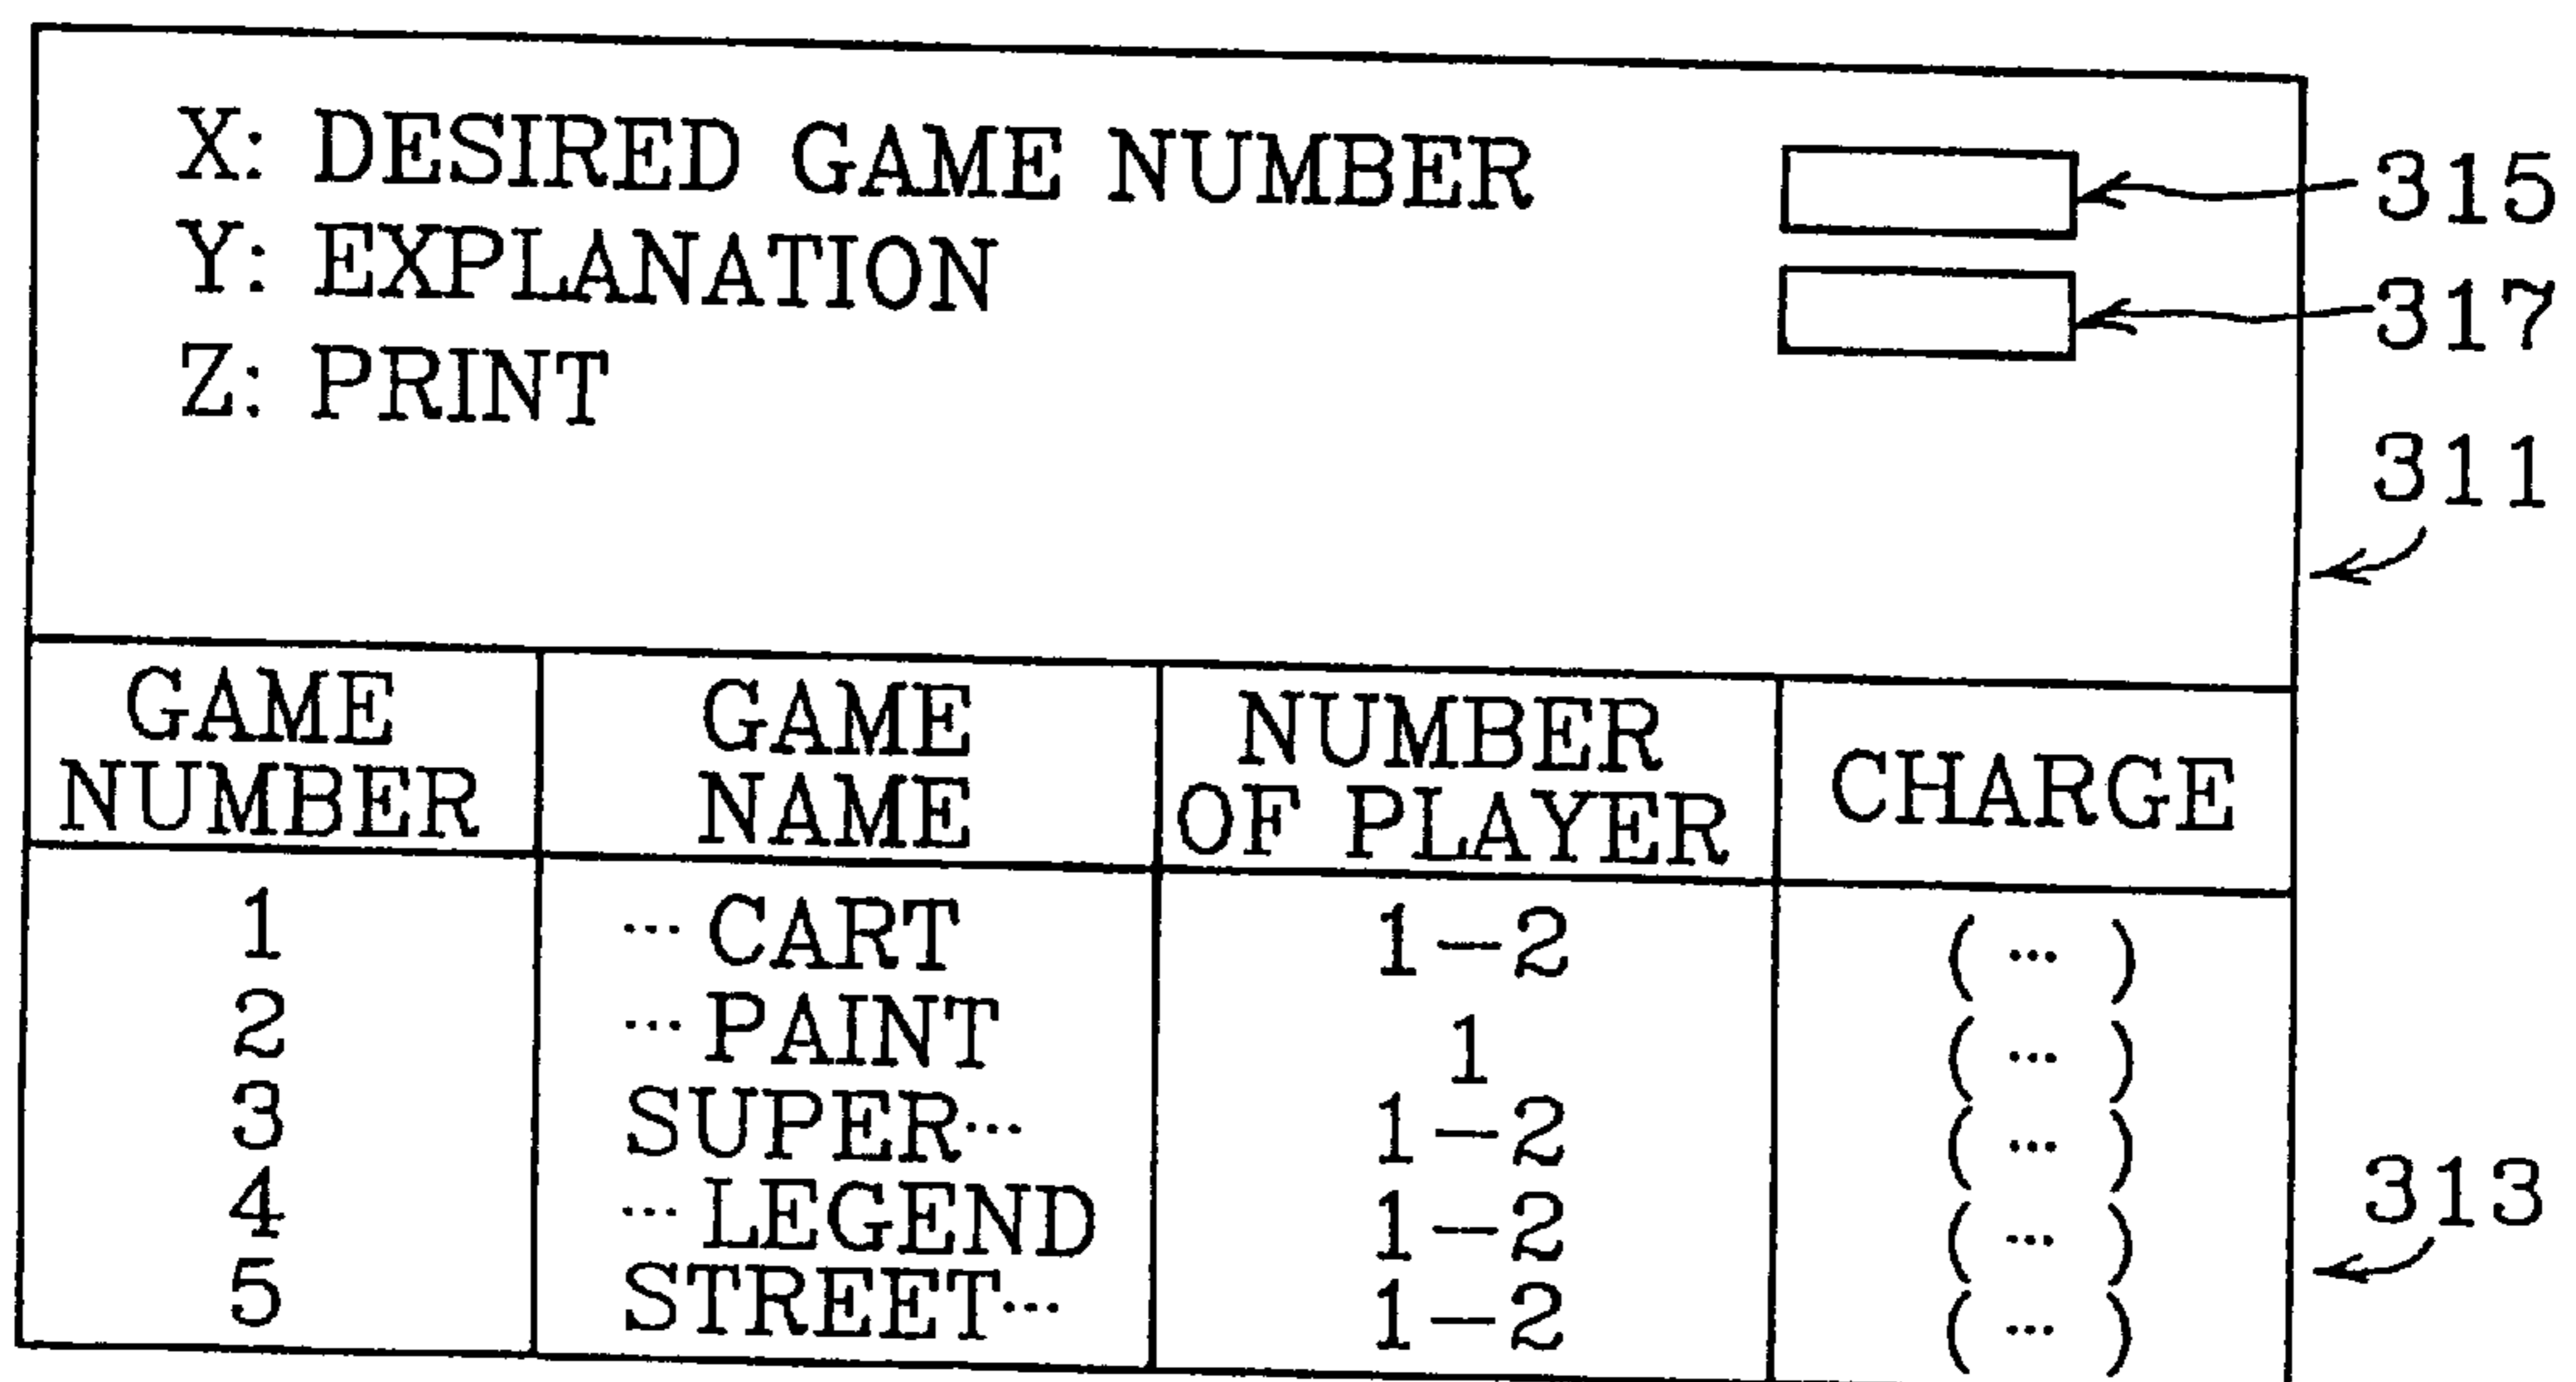 X: DESIRED GAME NUMBER 315
Y: EXPLANATION 317
Z: PRINT
311
GAME NUMBER GAME NAME NUMBER OF PLAYER CHARGE
1 … CART 1-2 ( … )
2 … PAINT 1 ( … )
3 SUPER… 1-2 ( … )
4 … LEGEND 1-2 ( … )
313
5 STREET… 1-2 ( … )